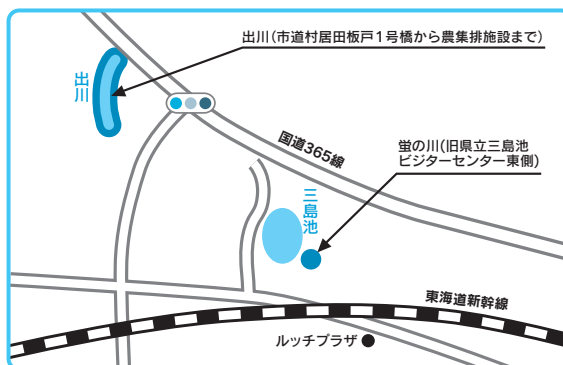 出川（市道村居田板戸１号橋から農集排施設まで）
出川
国道365線
蛍の川(旧県立三島池
ビジターセンター東側)
三島池
東海道新幹線
ルッチプラザ